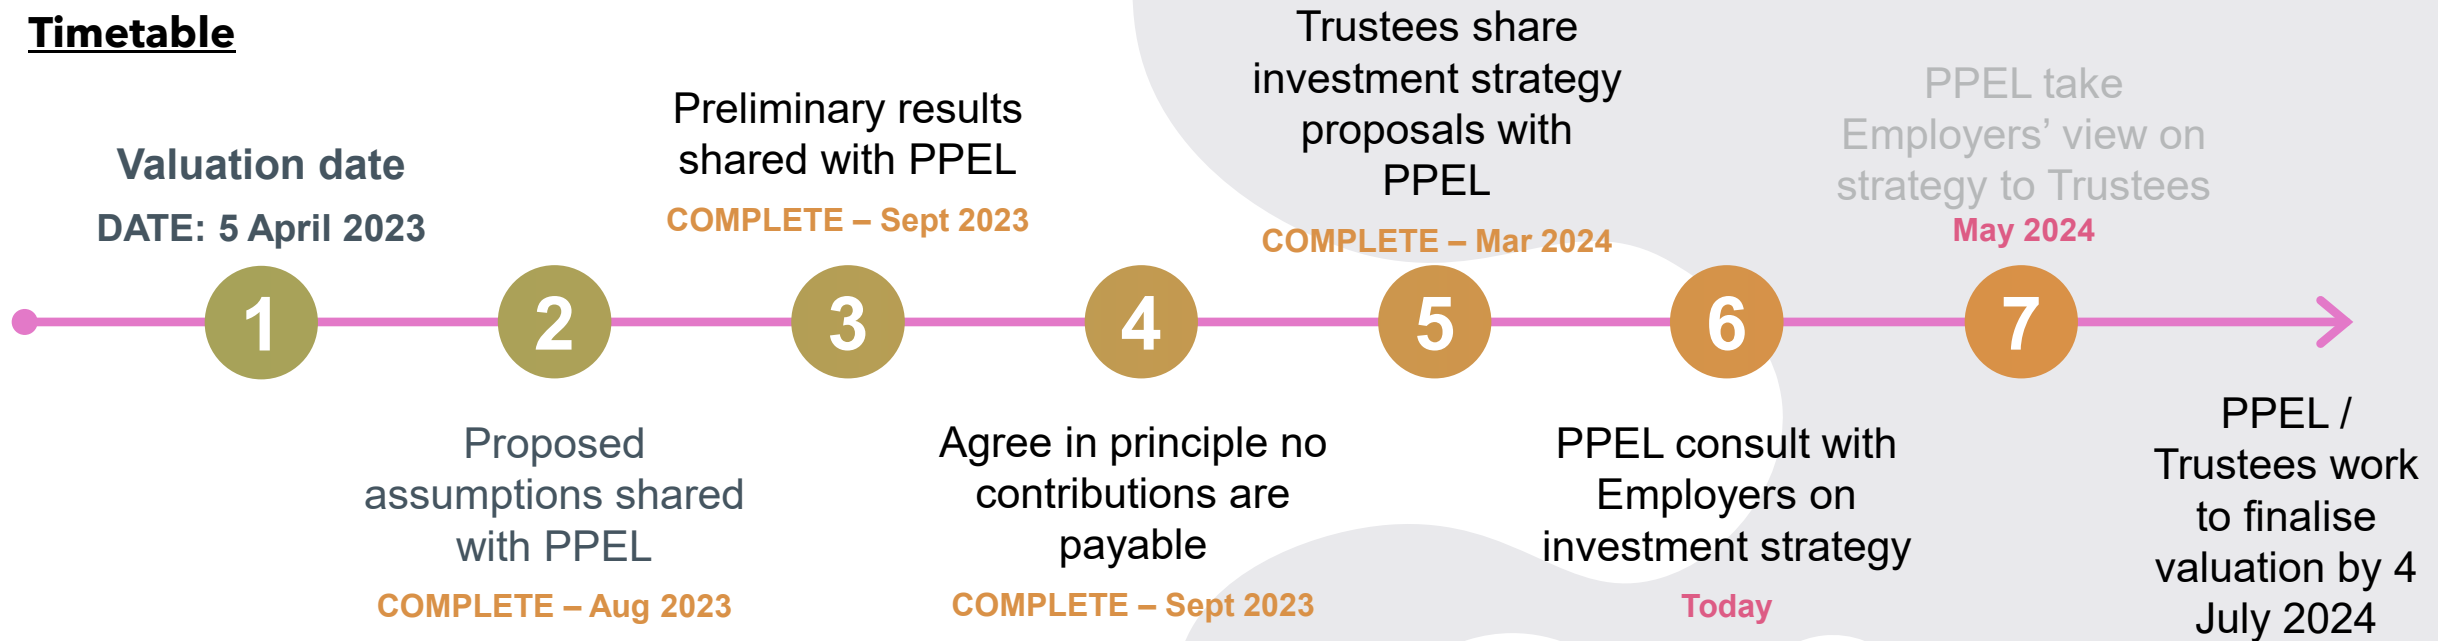 Timetable
Valuation date
DATE: 5 April 2023
1
Proposed
assumptions shared
with PPEL
COMPLETE – Aug 2023
2
Preliminary results
shared with PPEL
COMPLETE – Sept 2023
3
Agree in principle no
contributions are
payable
COMPLETE – Sept 2023
4
Trustees share
investment strategy
proposals with
PPEL
COMPLETE – Mar 2024
5
PPEL consult with
Employers on
investment strategy
Today
6
PPEL take
Employers’ view on
strategy to Trustees
May 2024
7
PPEL /
Trustees work
to finalise
valuation by 4
July 2024